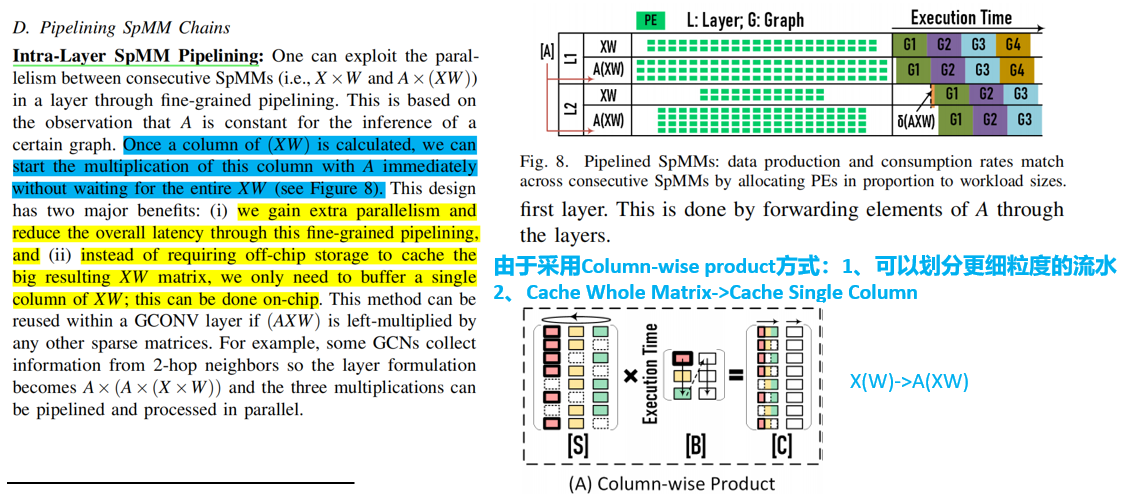 D. Pipelining SpMM Chains
Intra-Layer SpMM Pipelining: One can exploit the paral-
lelism between consecutive SpMMs (i.e., X × W and A × (XW))
in a layer through fine-grained pipelining. This is based on
the observation that A is constant for the inference of a
certain graph. Once a column of (XW) is calculated, we can
start the multiplication of this column with A immediately
without waiting for the entire XW (see Figure 8). This design
has two major benefits: (i) we gain extra parallelism and
reduce the overall latency through this fine-grained pipelining,
and (ii) instead of requiring off-chip storage to cache the
big resulting XW matrix, we only need to buffer a single
column of XW; this can be done on-chip. This method can be
reused within a GCONV layer if (AXW) is left-multiplied by
any other sparse matrices. For example, some GCNs collect
information from 2-hop neighbors so the layer formulation
becomes A × (A × (X × W)) and the three multiplications can
be pipelined and processed in parallel.
PE L: Layer; G: Graph Execution Time
[A] L1 XW G1 G2 G3 G4
A(XW) G1 G2 G3 G4
L2 XW G1 G2 G3
A(XW) δ(AXW) G1 G2 G3
Fig. 8. Pipelined SpMMs: data production and consumption rates match
across consecutive SpMMs by allocating PEs in proportion to workload sizes.
first layer. This is done by forwarding elements of A through
the layers.
由于采用Column-wise product方式：1、可以划分更细粒度的流水
2、Cache Whole Matrix->Cache Single Column
× Execution Time =
[S] [B] [C]
(A) Column-wise Product
X(W)->A(XW)